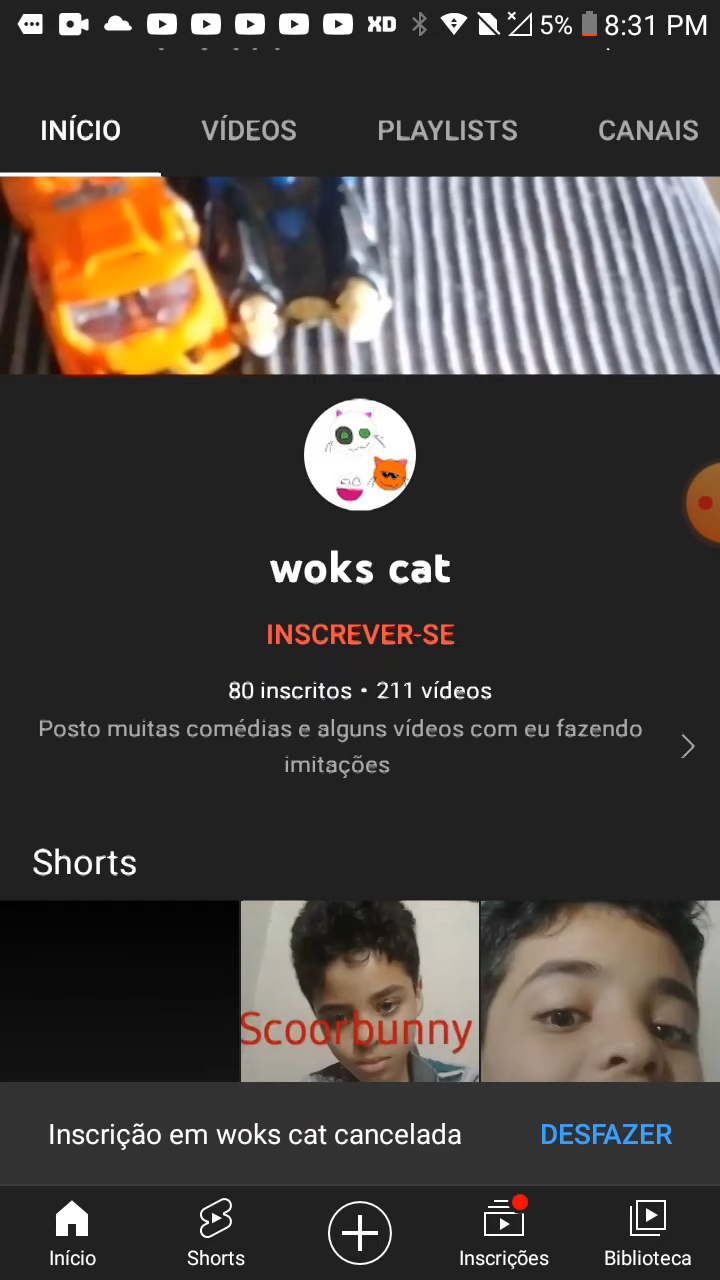 XD 5% 8:31 PM
INÍCIO VÍDEOS PLAYLISTS CANAIS
woks cat
INSCREVER-SE
80 inscritos • 211 vídeos
Posto muitas comédias e alguns vídeos com eu fazendo
imitações
Shorts
Scoorbunny
Inscrição em woks cat cancelada DESFAZER
Início Shorts Inscrições Biblioteca